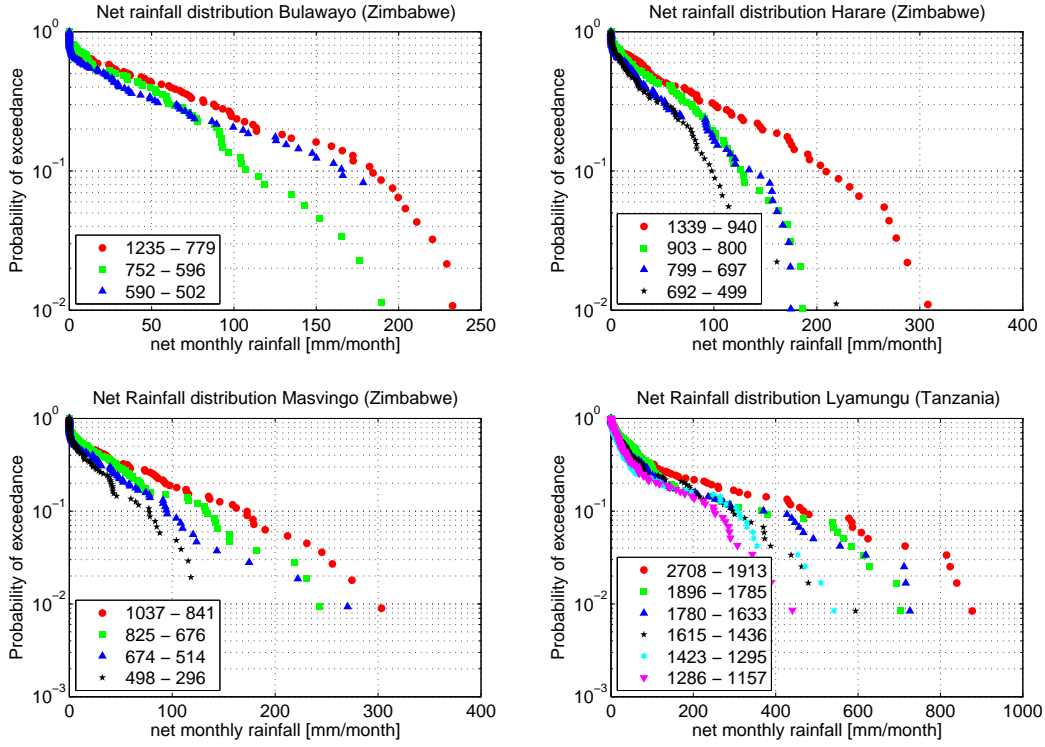 Net rainfall distribution Bulawayo (Zimbabwe)
Probability of exceedance
10^0
10^-1
10^-2
1235 − 779
752 − 596
590 − 502
0 50 100 150 200 250
net monthly rainfall [mm/month]
Net rainfall distribution Harare (Zimbabwe)
Probability of exceedance
10^0
10^-1
10^-2
1339 − 940
903 − 800
799 − 697
692 − 499
0 100 200 300 400
net monthly rainfall [mm/month]
Net Rainfall distribution Masvingo (Zimbabwe)
Probability of exceedance
10^0
10^-1
10^-2
10^-3
1037 − 841
825 − 676
674 − 514
498 − 296
0 100 200 300 400
net monthly rainfall [mm/month]
Net Rainfall distribution Lyamungu (Tanzania)
Probability of exceedance
10^0
10^-1
10^-2
10^-3
2708 − 1913
1896 − 1785
1780 − 1633
1615 − 1436
1423 − 1295
1286 − 1157
0 200 400 600 800 1000
net monthly rainfall [mm/month]